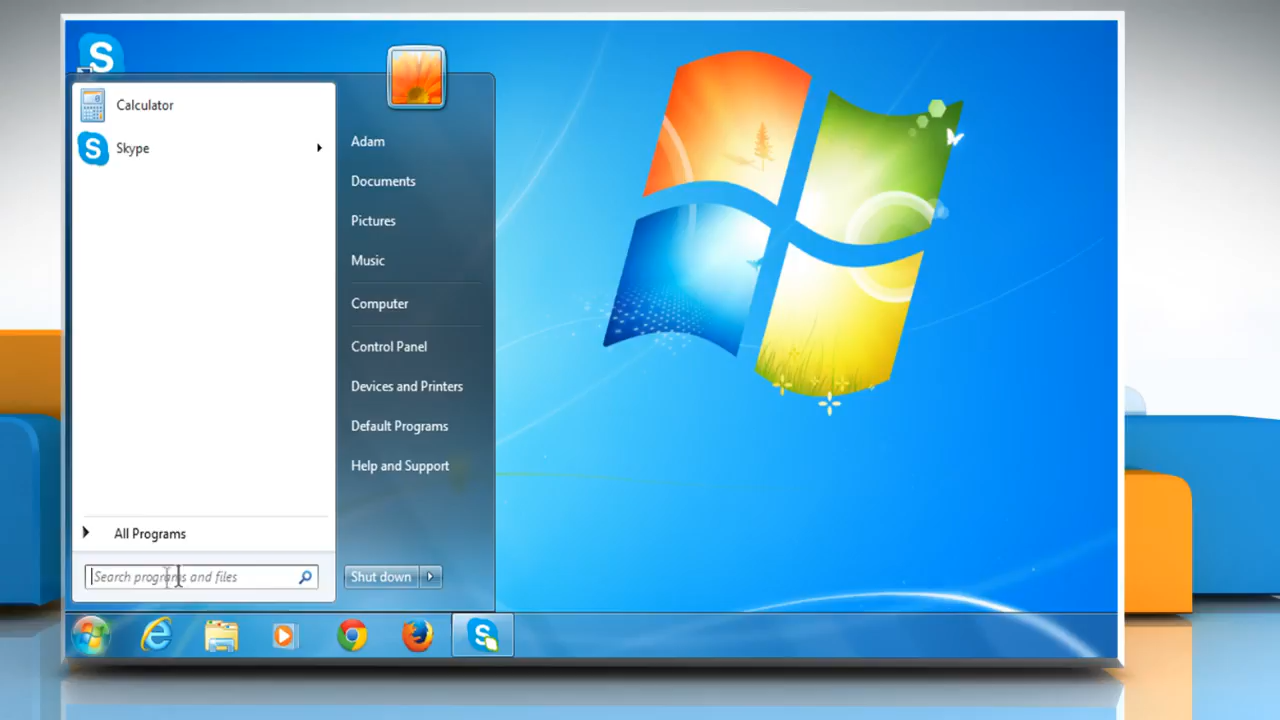 Calculator
Skype
Adam
Documents
Pictures
Music
Computer
Control Panel
Devices and Printers
Default Programs
Help and Support
All Programs
Search programs and files
Shut down